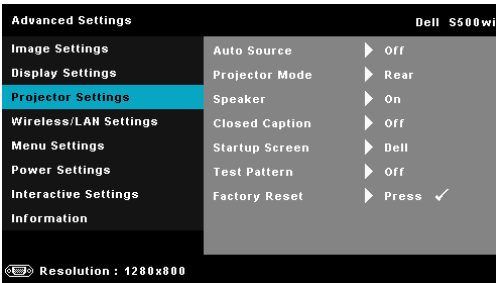 Advanced Settings Dell S500wi
Image Settings Auto Source Off
Display Settings Projector Mode Rear
Projector Settings Speaker On
Wireless/LAN Settings Closed Caption Off
Menu Settings Startup Screen Dell
Power Settings Test Pattern Off
Interactive Settings Factory Reset Press ✓
Information
Resolution : 1280x800